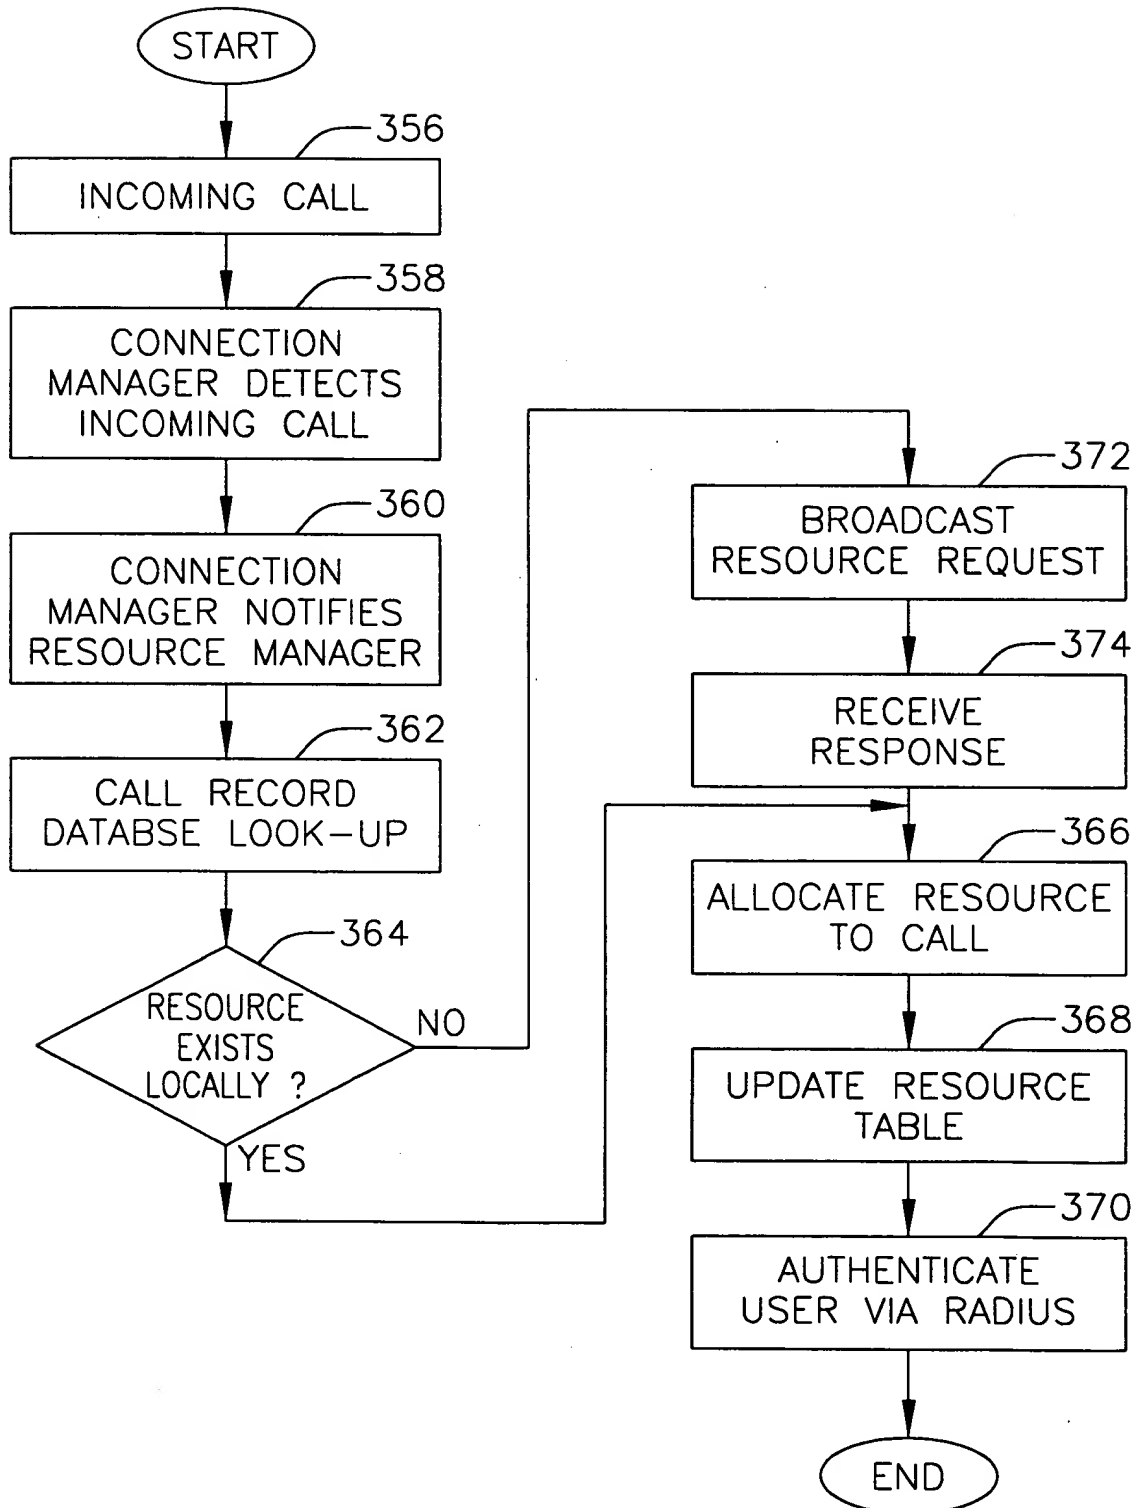 START
356
INCOMING CALL
358
CONNECTION
MANAGER DETECTS
INCOMING CALL
360
CONNECTION
MANAGER NOTIFIES
RESOURCE MANAGER
362
CALL RECORD
DATABSE LOOK-UP
364
RESOURCE
EXISTS
LOCALLY ?
NO
YES
372
BROADCAST
RESOURCE REQUEST
374
RECEIVE
RESPONSE
366
ALLOCATE RESOURCE
TO CALL
368
UPDATE RESOURCE
TABLE
370
AUTHENTICATE
USER VIA RADIUS
END